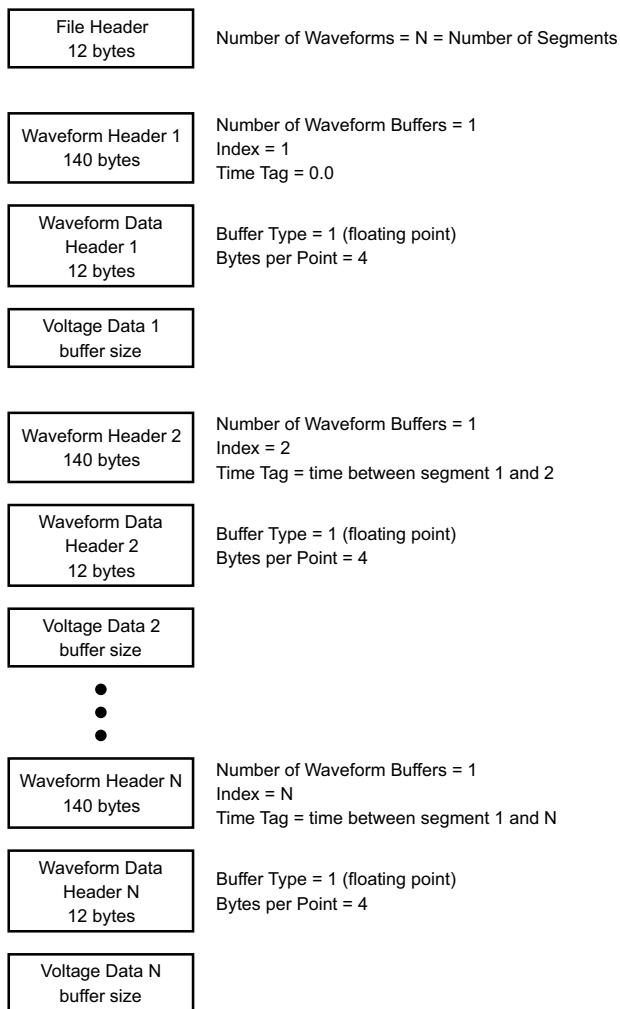 File Header
12 bytes
Number of Waveforms = N = Number of Segments
Waveform Header 1
140 bytes
Number of Waveform Buffers = 1
Index = 1
Time Tag = 0.0
Waveform Data
Header 1
12 bytes
Buffer Type = 1 (floating point)
Bytes per Point = 4
Voltage Data 1
buffer size
Waveform Header 2
140 bytes
Number of Waveform Buffers = 1
Index = 2
Time Tag = time between segment 1 and 2
Waveform Data
Header 2
12 bytes
Buffer Type = 1 (floating point)
Bytes per Point = 4
Voltage Data 2
buffer size
Waveform Header N
140 bytes
Number of Waveform Buffers = 1
Index = N
Time Tag = time between segment 1 and N
Waveform Data
Header N
12 bytes
Buffer Type = 1 (floating point)
Bytes per Point = 4
Voltage Data N
buffer size